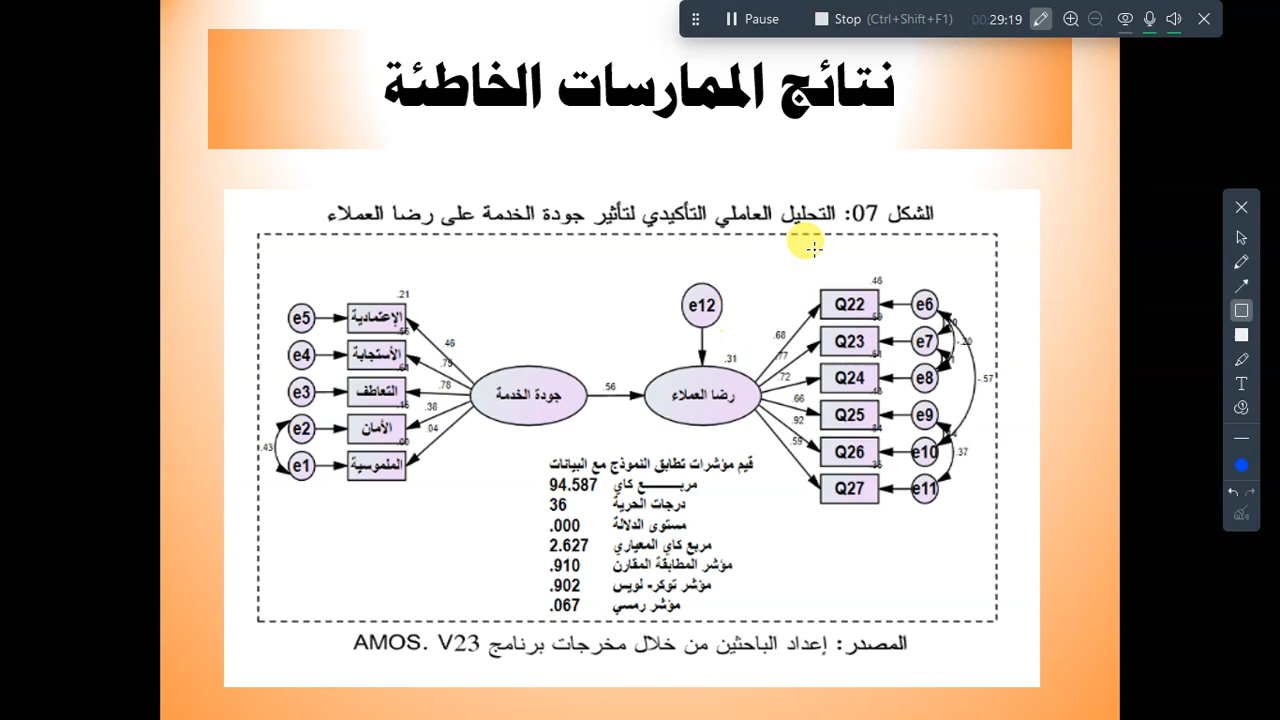 Pause
Stop (Ctrl+Shift+F1)
00:29:19
نتائج الممارسات الخاطئة
الشكل 07: التحليل العاملي التأكيدي لتأثير جودة الخدمة على رضا العملاء
e5 الإعتمادية .21
e4 الأستجابة
e3 التعاطف
e2 الأمان
e1 الملموسية
.43
.46
.78
.38
.04
جودة الخدمة
.56
رضا العملاء
.31
e12
.68
.77
.72
.66
.92
.59
.46
Q22 e6
Q23 e7
Q24 e8
Q25 e9
Q26 e10
Q27 e11
-.57
.37
قيم مؤشرات تطابق النموذج مع البيانات
مربع كاي 94.587
درجات الحرية 36
مستوى الدلالة .000
مربع كاي المعياري 2.627
مؤشر المطابقة المقارن .910
مؤشر توكر- لويس .902
مؤشر رمسي .067
المصدر: إعداد الباحثين من خلال مخرجات برنامج AMOS. V23